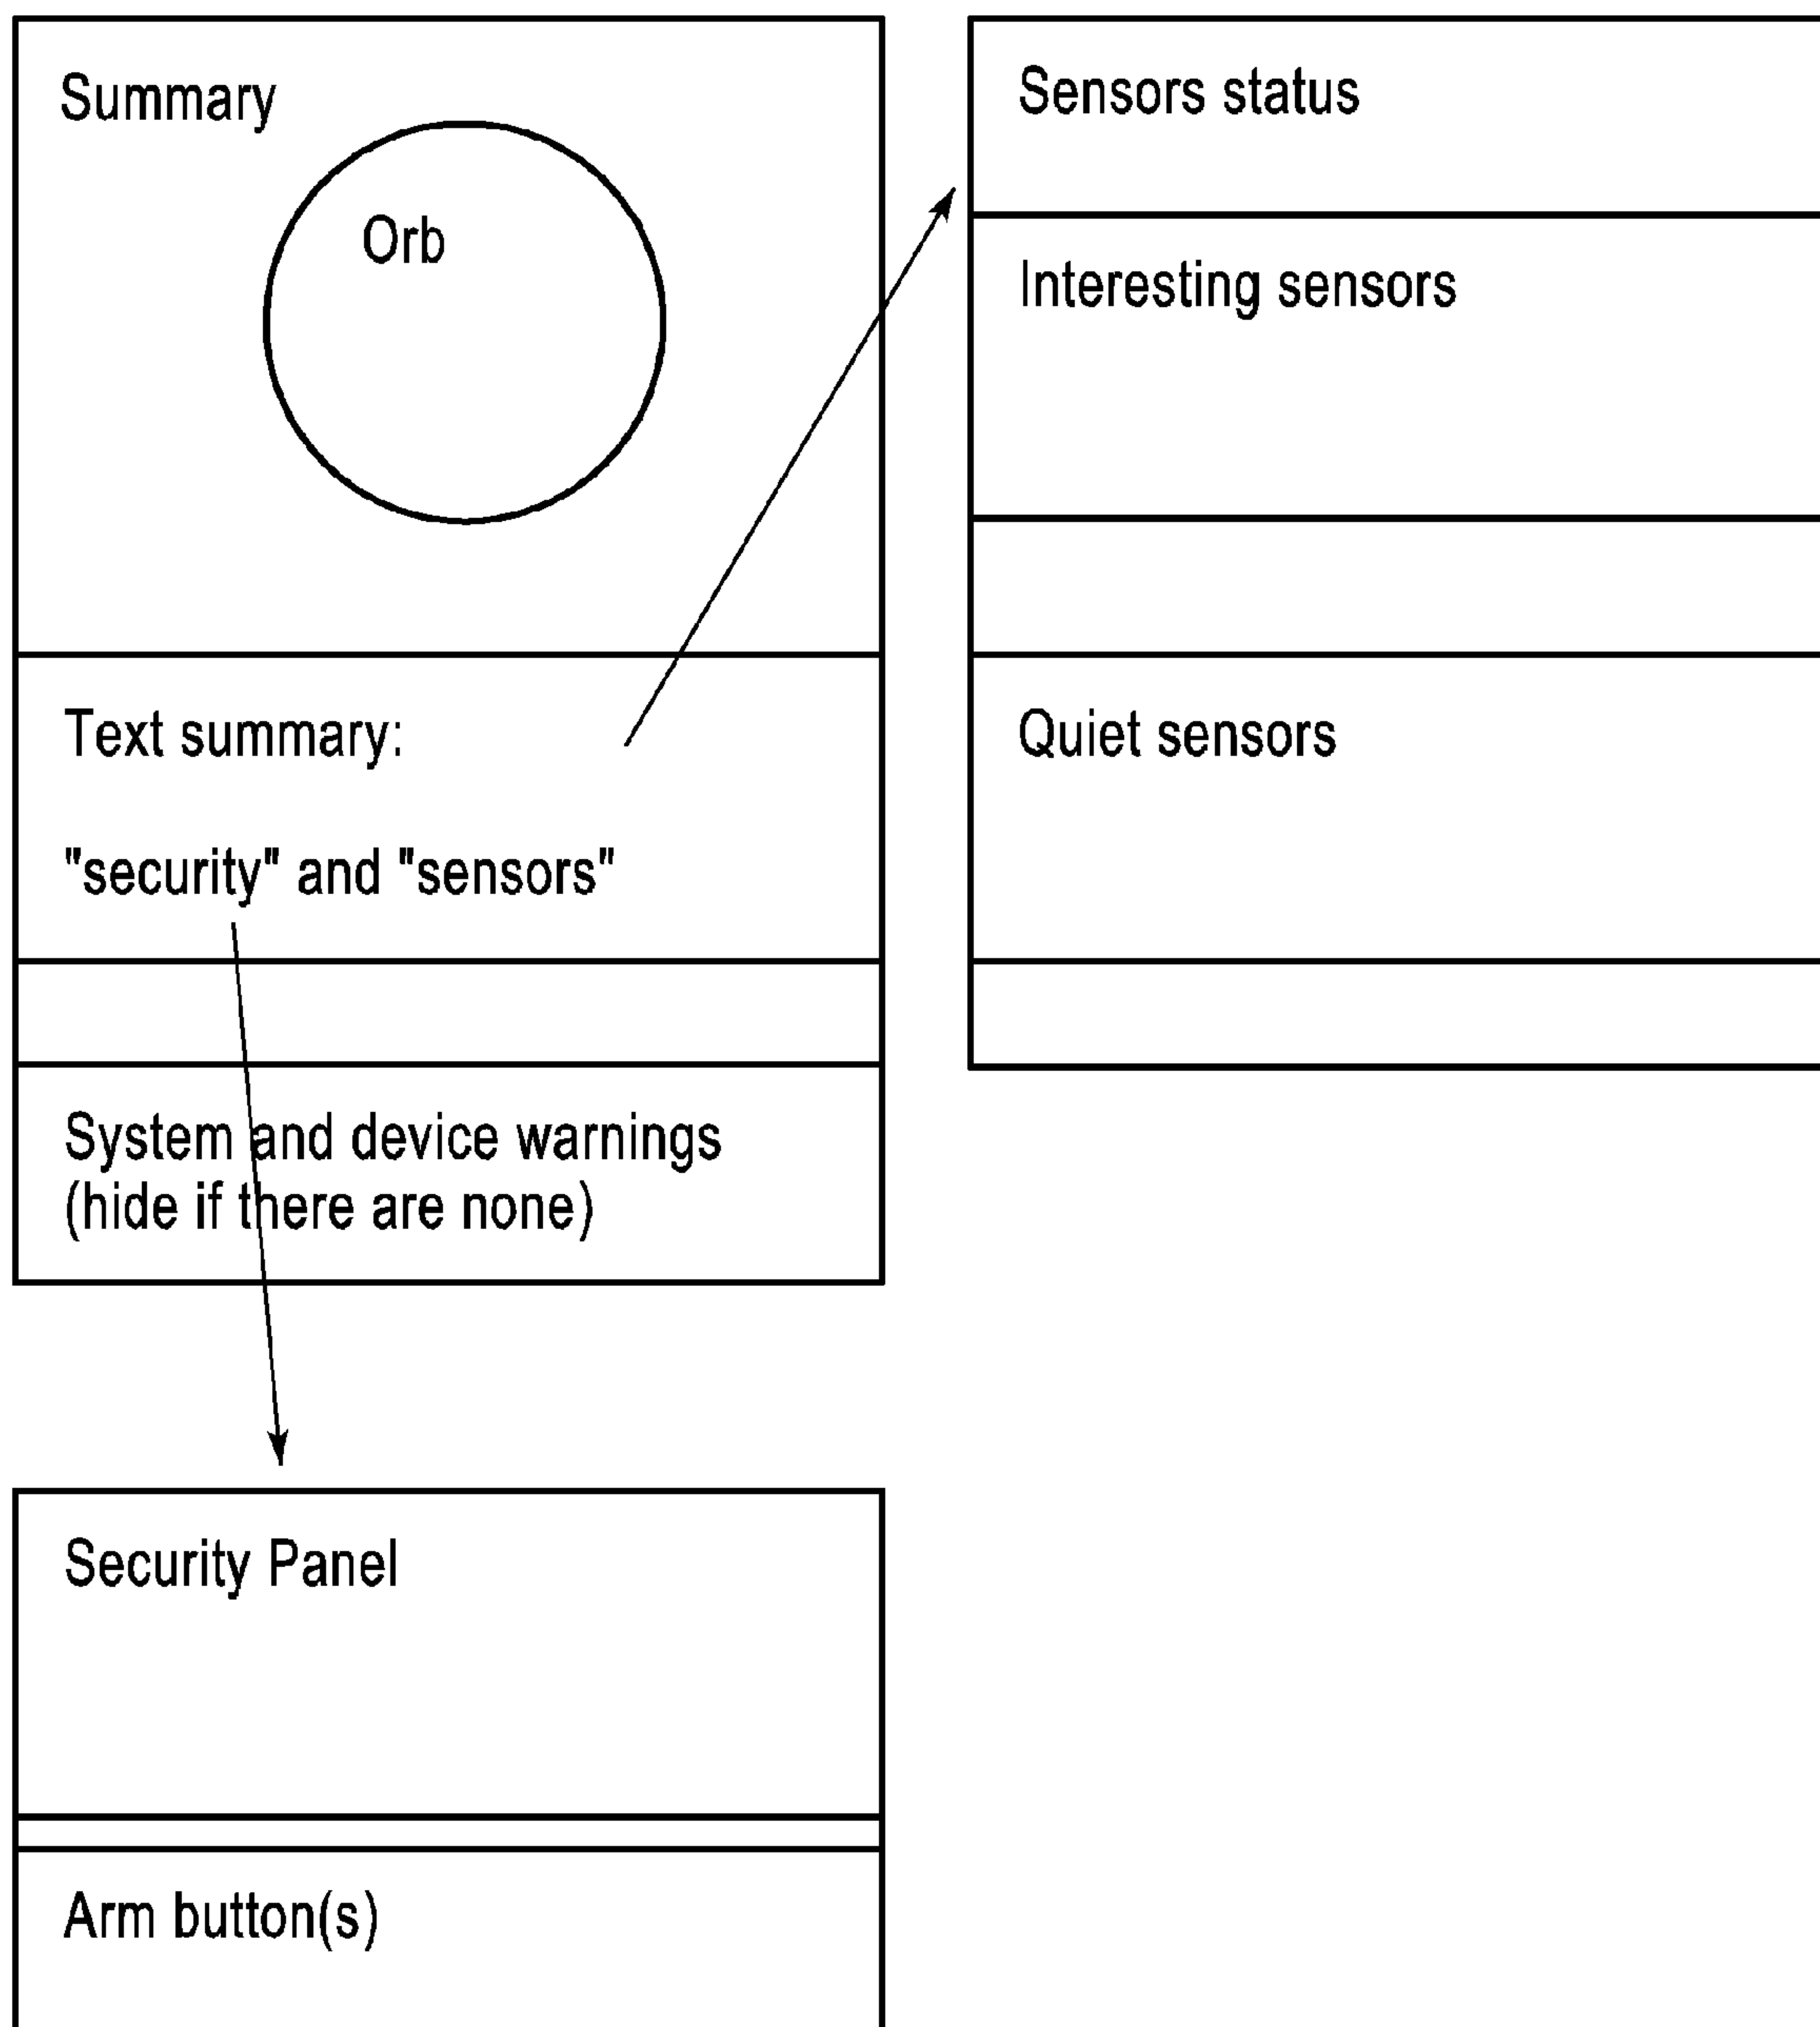 Summary
Orb
Text summary:
"security" and "sensors"
System and device warnings
(hide if there are none)
Sensors status
Interesting sensors
Quiet sensors
Security Panel
Arm button(s)